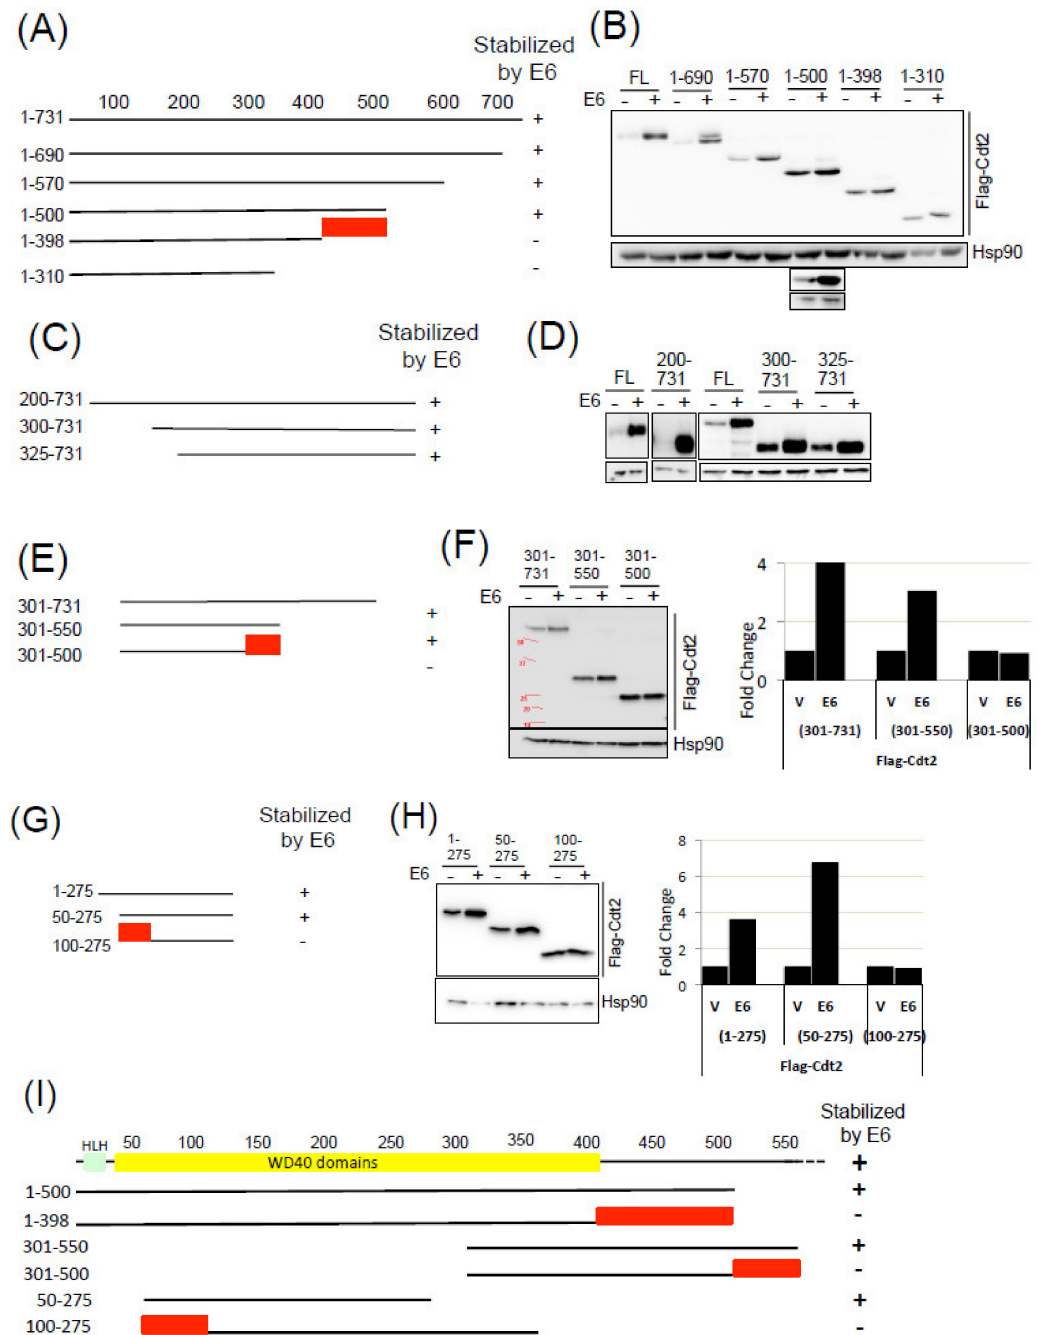 (A)
Stabilized
by E6
100 200 300 400 500 600 700
1-731 +
1-690 +
1-570 +
1-500 +
1-398 -
1-310 -
(B)
FL 1-690 1-570 1-500 1-398 1-310
E6 - + - + - + - + - + - +
Flag-Cdt2
Hsp90
(C)
Stabilized
by E6
200-731 +
300-731 +
325-731 +
(D)
FL 200-731 FL 300-731 325-731
E6 - + - + - + - + - +
(E)
301-731 +
301-550 +
301-500 -
(F)
301-731 301-550 301-500
E6 - + - + - +
25
20
Flag-Cdt2
Hsp90
Fold Change
4
2
0
V E6 V E6 V E6
(301-731) (301-550) (301-500)
Flag-Cdt2
(G)
Stabilized
by E6
1-275 +
50-275 +
100-275 -
(H)
1-275 50-275 100-275
E6 - + - + - +
Flag-Cdt2
Hsp90
Fold Change
8
6
4
2
0
V E6 V E6 V E6
(1-275) (50-275) (100-275)
Flag-Cdt2
(I)
Stabilized
by E6
HLH 50 100 150 200 250 300 350 400 450 500 550
WD40 domains +
1-500 +
1-398 -
301-550 +
301-500 -
50-275 +
100-275 -